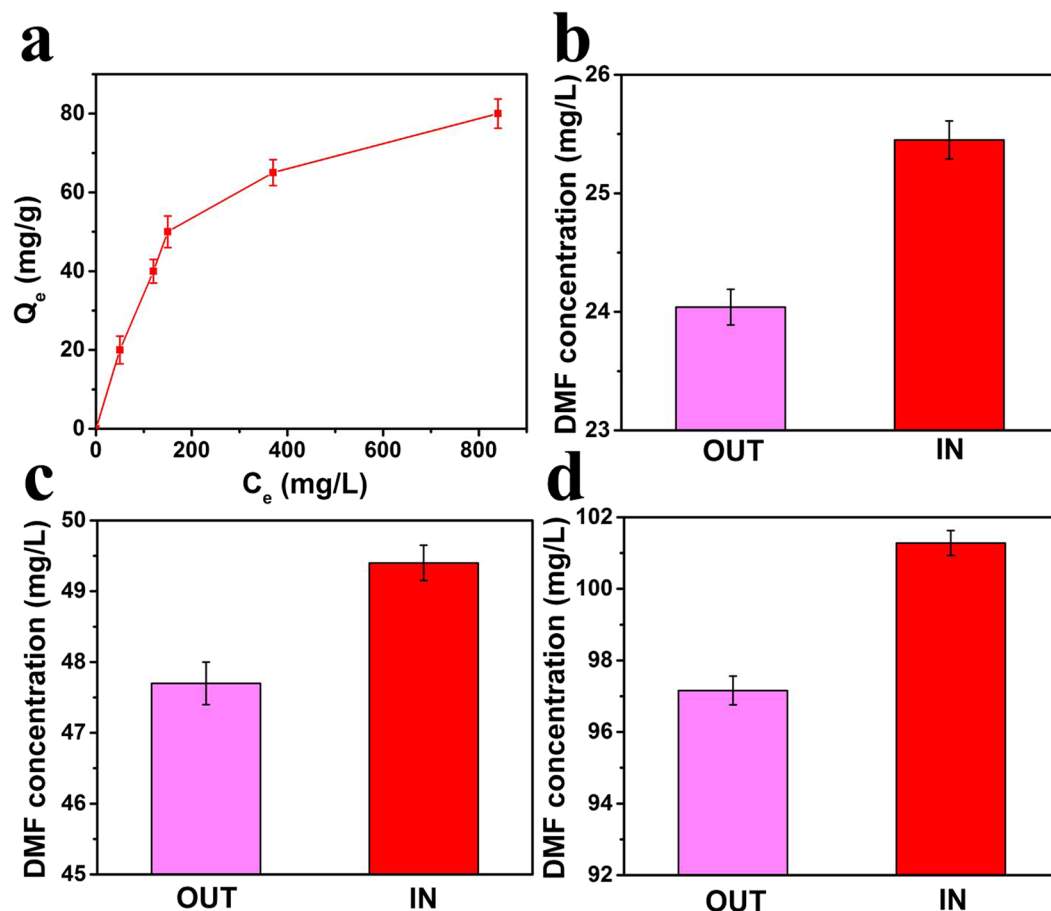 a
80
60
40
20
0
Qe (mg/g)
0 200 400 600 800
Ce (mg/L)
b
26
25
24
23
DMF concentration (mg/L)
OUT IN
c
50
49
48
47
46
45
DMF concentration (mg/L)
OUT IN
d
102
100
98
96
94
92
DMF concentration (mg/L)
OUT IN